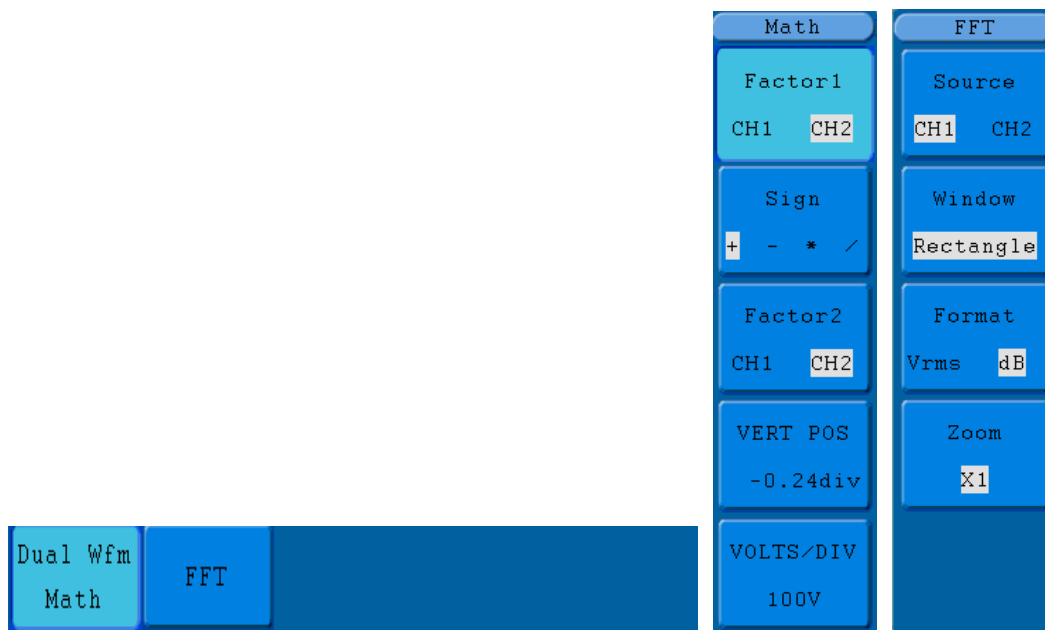 Math
Factor1
CH1 CH2
Sign
+ - * /
Factor2
CH1 CH2
VERT POS
-0.24div
VOLTS/DIV
100V
FFT
Source
CH1 CH2
Window
Rectangle
Format
Vrms dB
Zoom
X1
Dual Wfm
Math
FFT